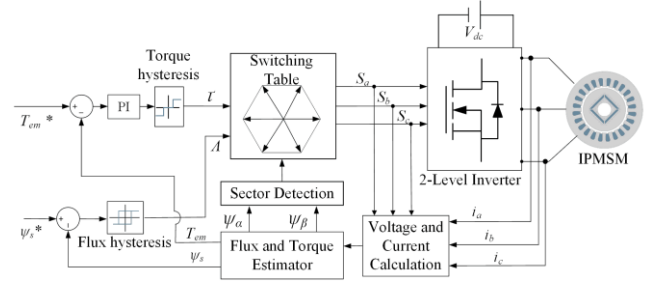 Torque
hysteresis
Switching
Table
V_dc
S_a
S_b
S_c
PI
τ
T_em *
Λ
IPMSM
2-Level Inverter
Sector Detection
ψ_α
ψ_β
i_a
Voltage and
Current
Calculation
ψ_s*
Flux hysteresis
T_em
Flux and Torque
Estimator
i_b
ψ_s
i_c